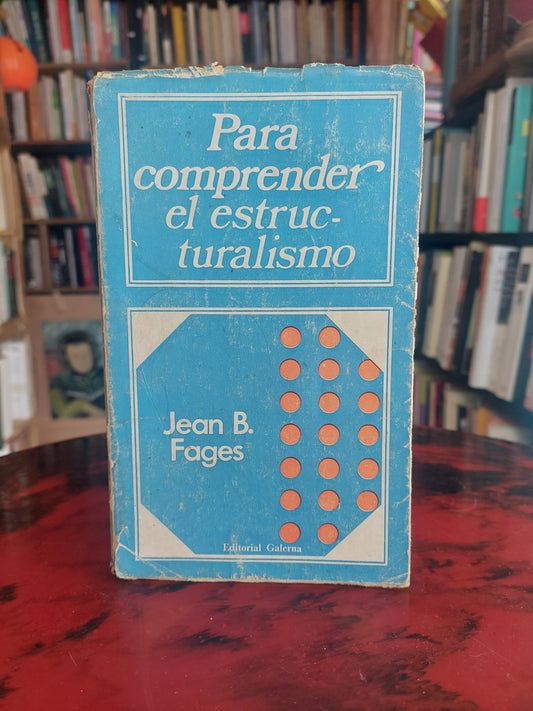 Para
comprender
el estruc-
turalismo
Jean B.
Fages
Editorial Galerna